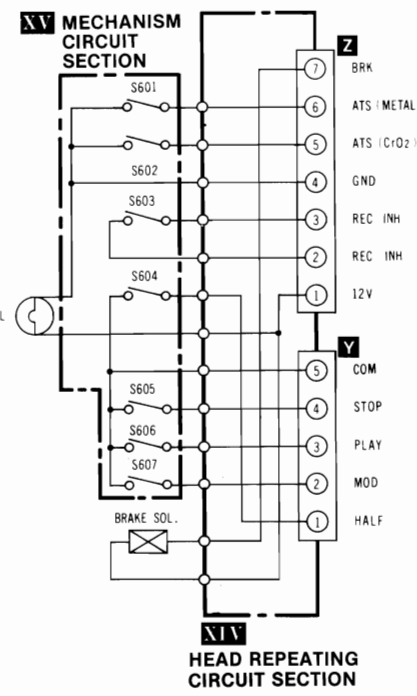 XV MECHANISM
CIRCUIT
SECTION
Z
S601
7 BRK
6 ATS (METAL
5 ATS (CrO2)
S602
4 GND
S603
3 REC INH
2 REC INH
S604
1 12V
L
Y
5 COM
S605
4 STOP
S606
3 PLAY
S607
2 MOD
1 HALF
BRAKE SOL.
XIV
HEAD REPEATING
CIRCUIT SECTION